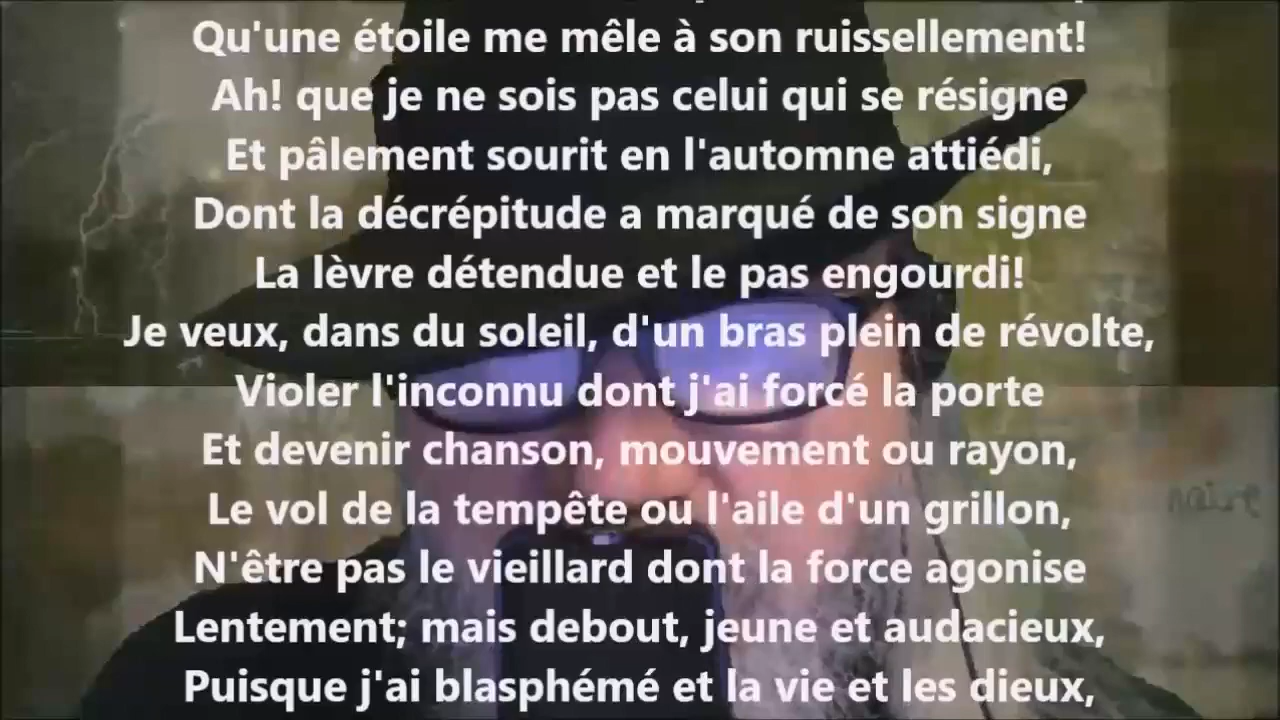 Qu'une étoile me mêle à son ruissellement!
Ah! que je ne sois pas celui qui se résigne
Et pâlement sourit en l'automne attiédi,
Dont la décrépitude a marqué de son signe
La lèvre détendue et le pas engourdi!
Je veux, dans du soleil, d'un bras plein de révolte,
Violer l'inconnu dont j'ai forcé la porte
Et devenir chanson, mouvement ou rayon,
Le vol de la tempête ou l'aile d'un grillon,
N'être pas le vieillard dont la force agonise
Lentement; mais debout, jeune et audacieux,
Puisque j'ai blasphémé et la vie et les dieux,
naire